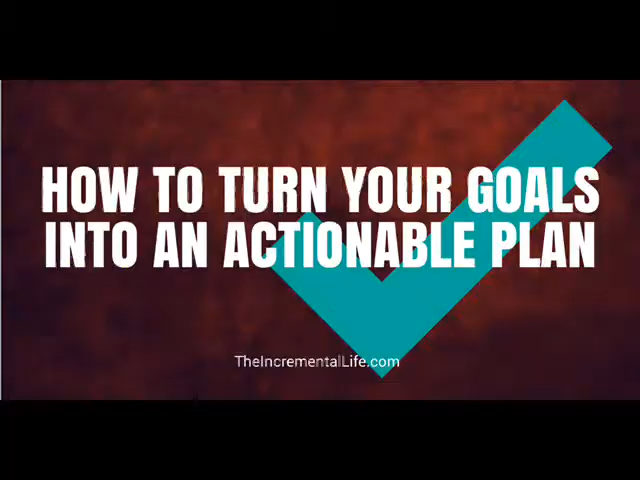 HOW TO TURN YOUR GOALS
INTO AN ACTIONABLE PLAN
TheIncrementalLife.com